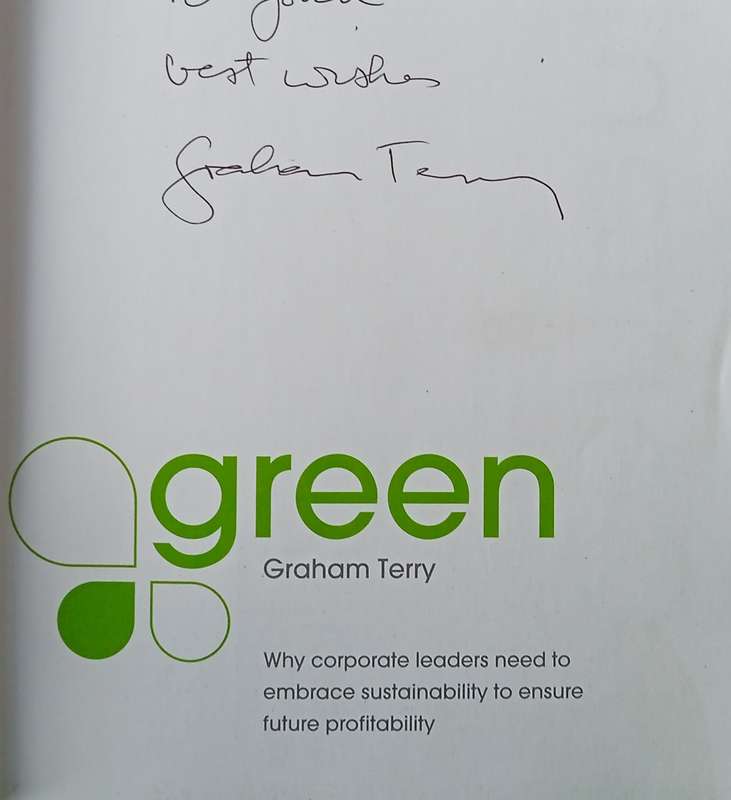 best wishes
Graham Terry
green
Graham Terry
Why corporate leaders need to
embrace sustainability to ensure
future profitability